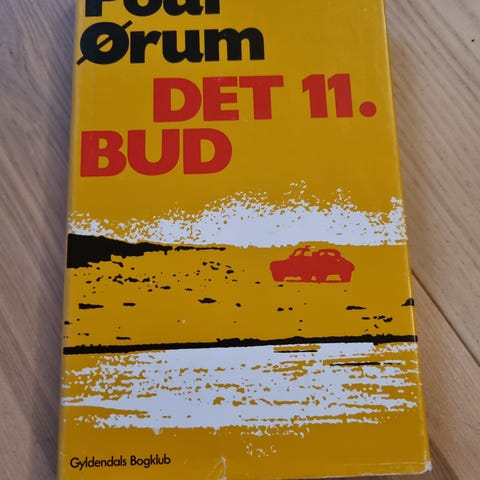 Poul
Ørum
DET 11.
BUD
Gyldendals Bogklub